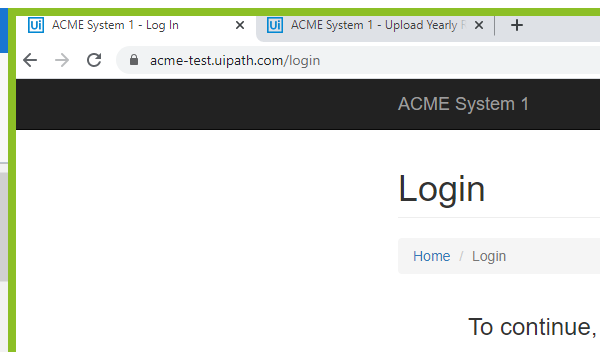 Ui ACME System 1 - Log In
Ui ACME System 1 - Upload Yearly
acme-test.uipath.com/login
ACME System 1
Login
Home / Login
To continue,